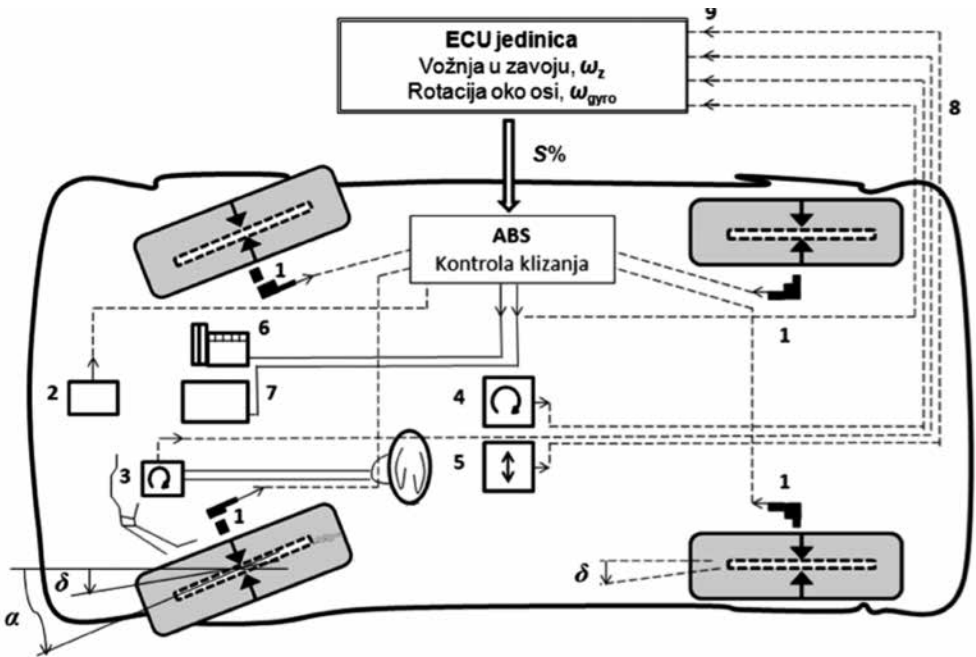 9
ECU jedinica
Vožnja u zavoju, ωz
Rotacija oko osi, ωgyro
8
S%
ABS
Kontrola klizanja
1
6
1
2
7
4
3
5
1
1
δ
δ
α